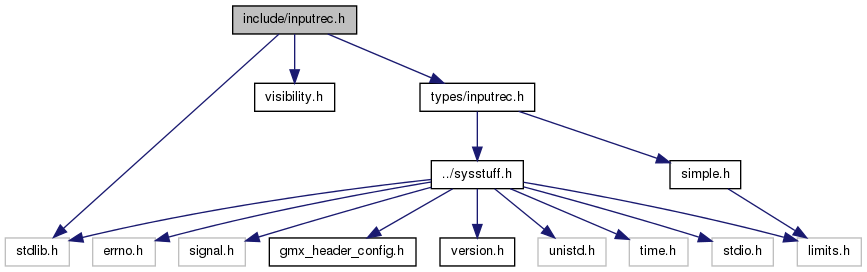 include/inputrec.h
visibility.h
types/inputrec.h
../sysstuff.h
simple.h
stdlib.h
errno.h
signal.h
gmx_header_config.h
version.h
unistd.h
time.h
stdio.h
limits.h